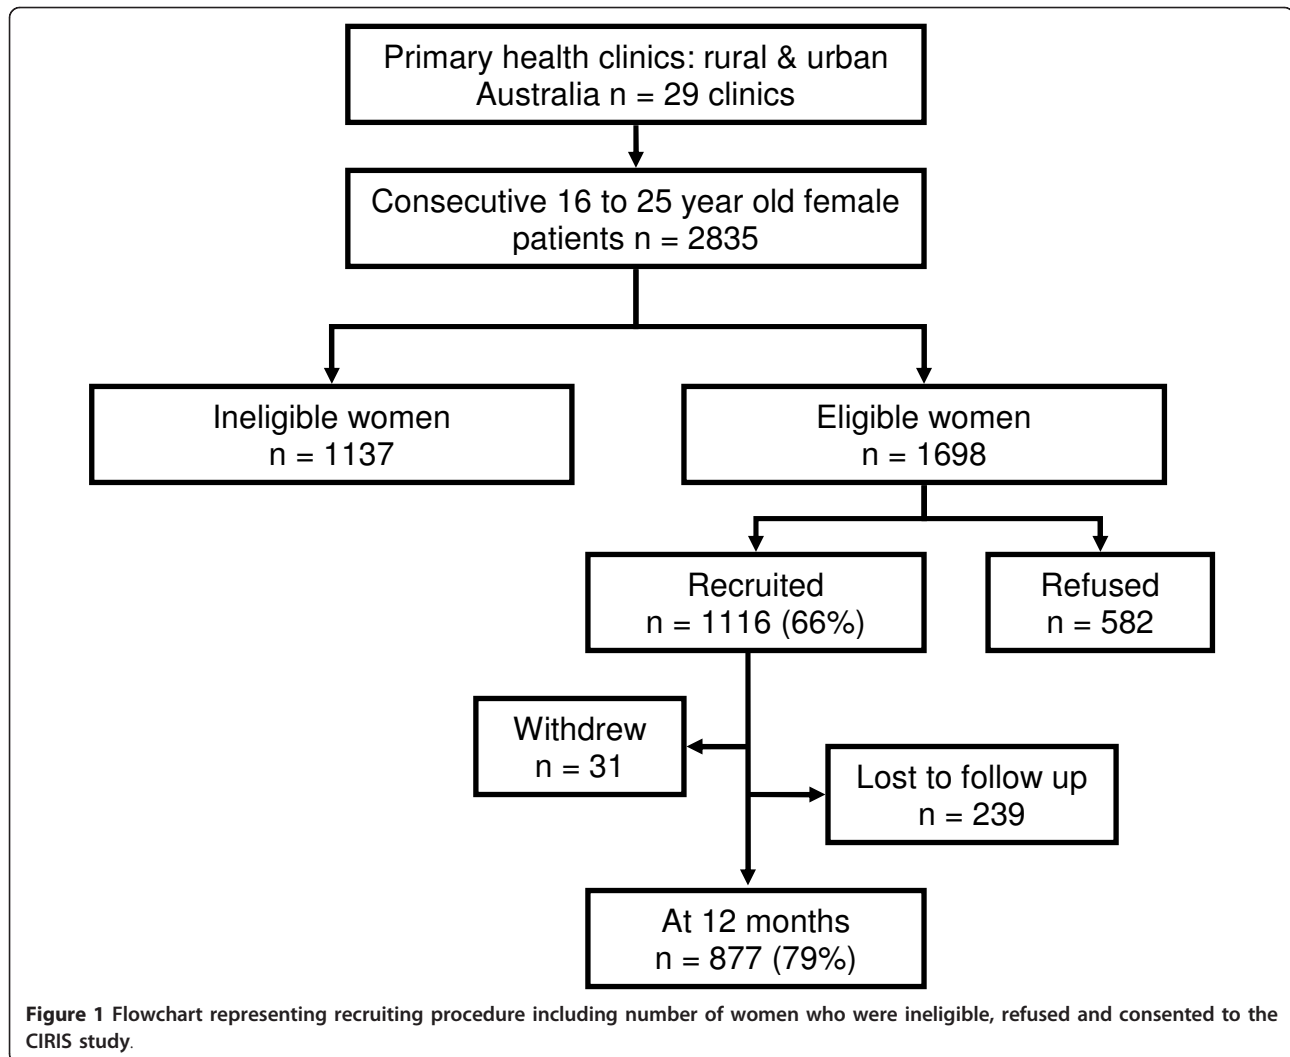 Primary health clinics: rural & urban
Australia n = 29 clinics
Consecutive 16 to 25 year old female
patients n = 2835
Ineligible women
n = 1137
Eligible women
n = 1698
Recruited
n = 1116 (66%)
Refused
n = 582
Withdrew
n = 31
Lost to follow up
n = 239
At 12 months
n = 877 (79%)
Figure 1 Flowchart representing recruiting procedure including number of women who were ineligible, refused and consented to the
CIRIS study.